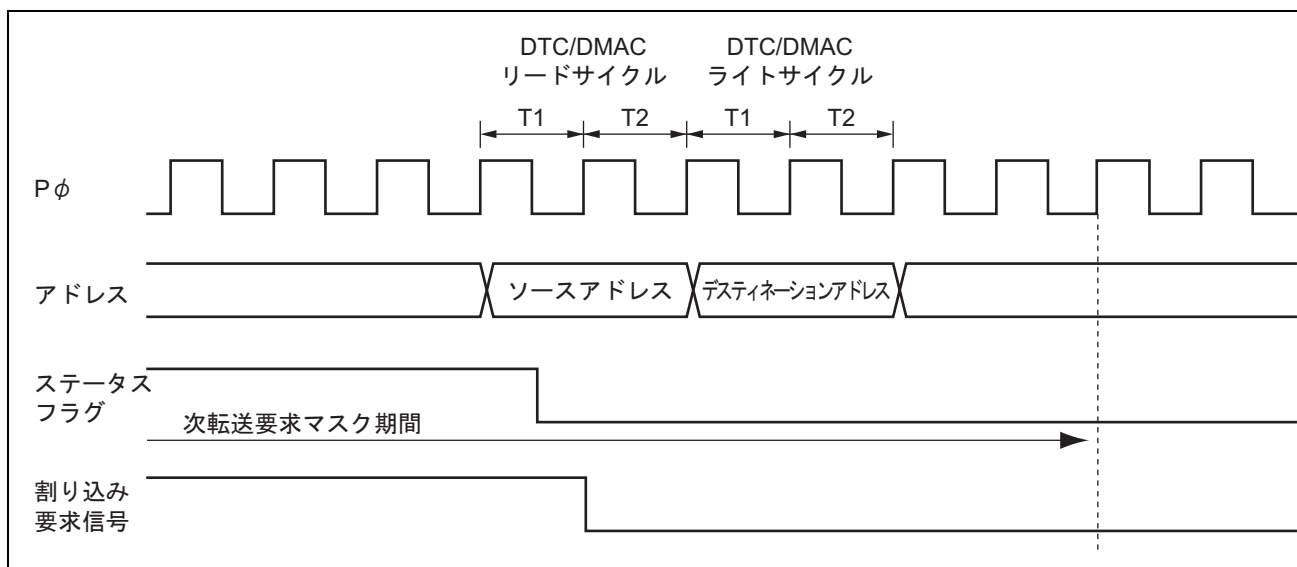 DTC/DMAC
リードサイクル
DTC/DMAC
ライトサイクル
T1
T2
T1
T2
Pφ
アドレス
ソースアドレス
デスティネーションアドレス
ステータス
フラグ
次転送要求マスク期間
割り込み
要求信号